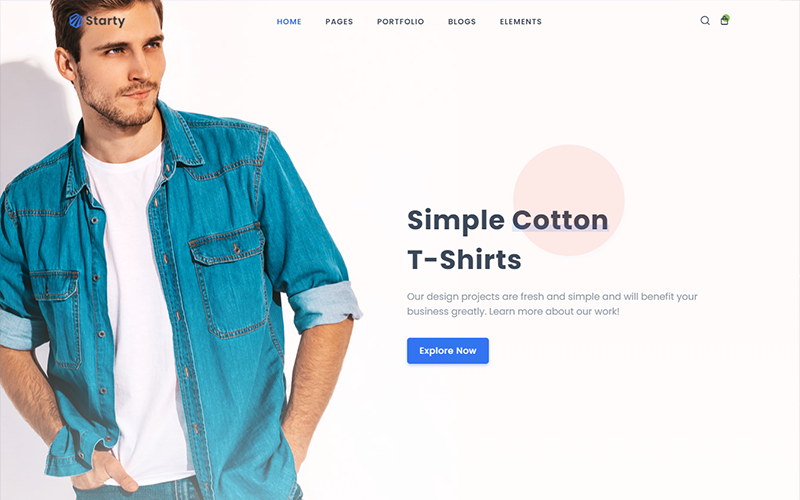 Starty
HOME PAGES PORTFOLIO BLOGS ELEMENTS
Simple Cotton
T-Shirts
Our design projects are fresh and simple and will benefit your
business greatly. Learn more about our work!
Explore Now